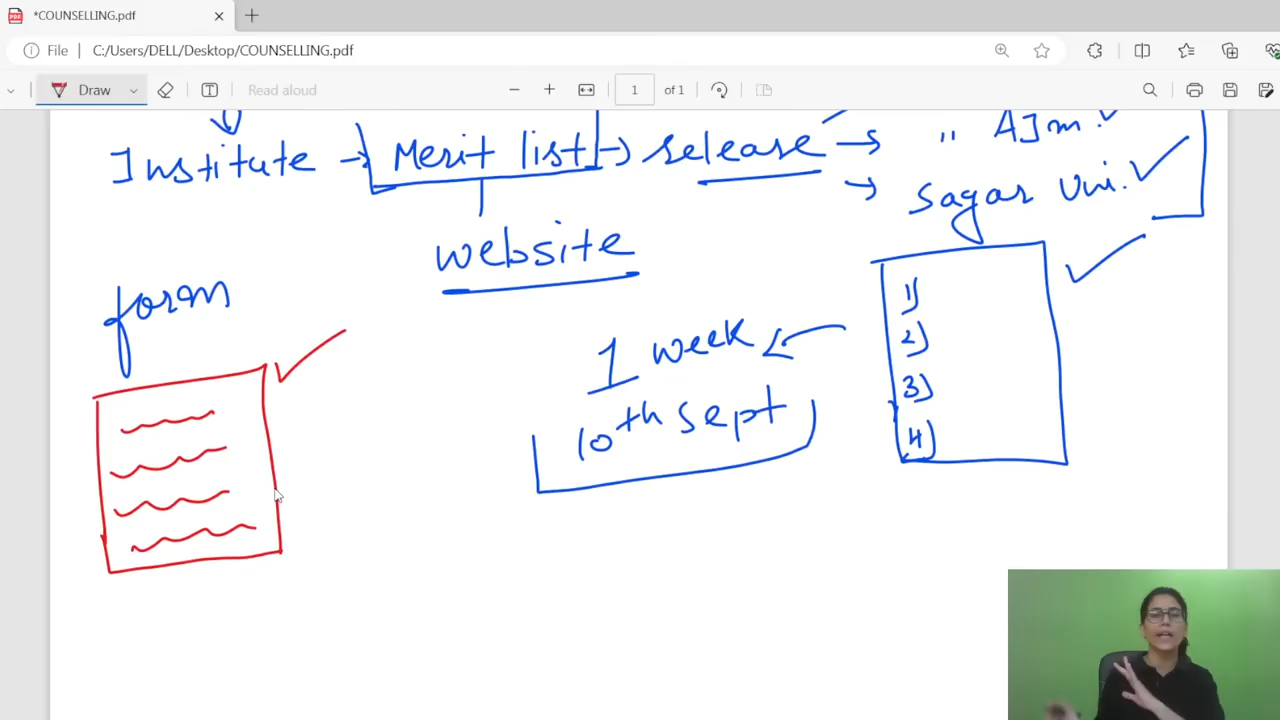 *COUNSELLING.pdf
File C:/Users/DELL/Desktop/COUNSELLING.pdf
Draw Read aloud 1 of 1
Institute → Merit list → release → " AJm.
→ Sagar Uni.
website
form
1 week
10th sept
1)
2)
3)
4)